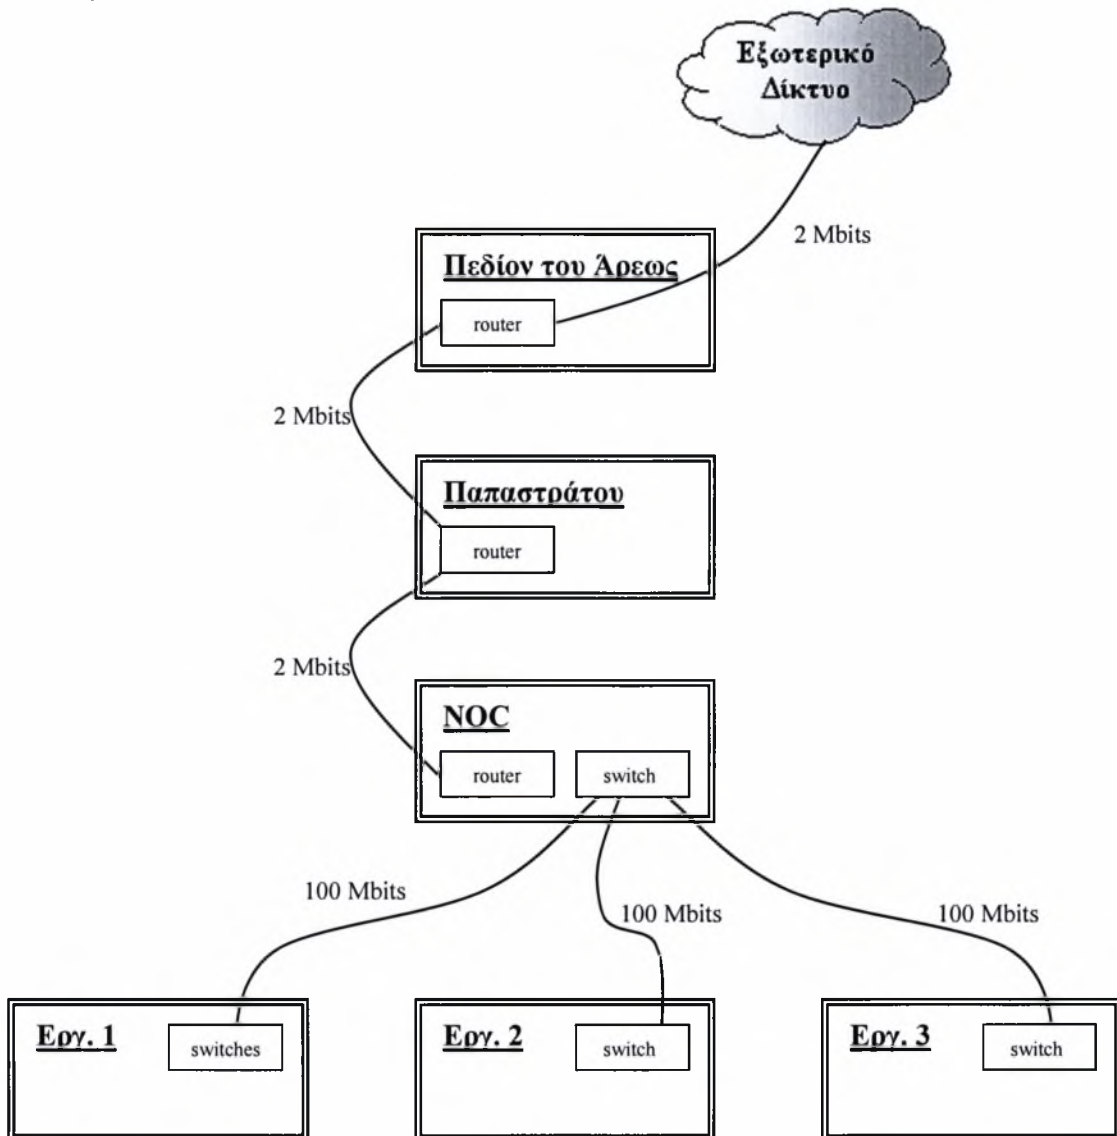 Εξωτερικό
Δίκτυο
2 Mbits
Πεδίον του Άρεως
router
2 Mbits
Παπαστράτου
router
2 Mbits
NOC
router
switch
100 Mbits
100 Mbits
100 Mbits
Εργ. 1
switches
Εργ. 2
switch
Εργ. 3
switch